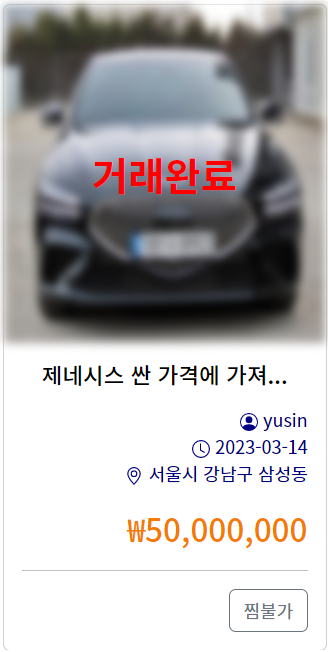 거래완료
제네시스 싼 가격에 가져...
yusin
2023-03-14
서울시 강남구 삼성동
₩50,000,000
찜불가